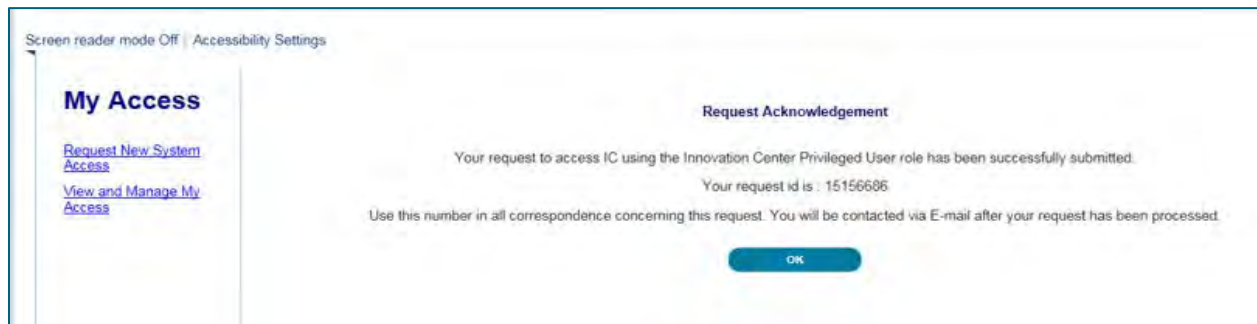 Screen reader mode Off | Accessibility Settings
My Access
Request New System
Access
View and Manage My
Access
Request Acknowledgement
Your request to access IC using the Innovation Center Privileged User role has been successfully submitted.
Your request id is : 15156686
Use this number in all correspondence concerning this request. You will be contacted via E-mail after your request has been processed.
OK